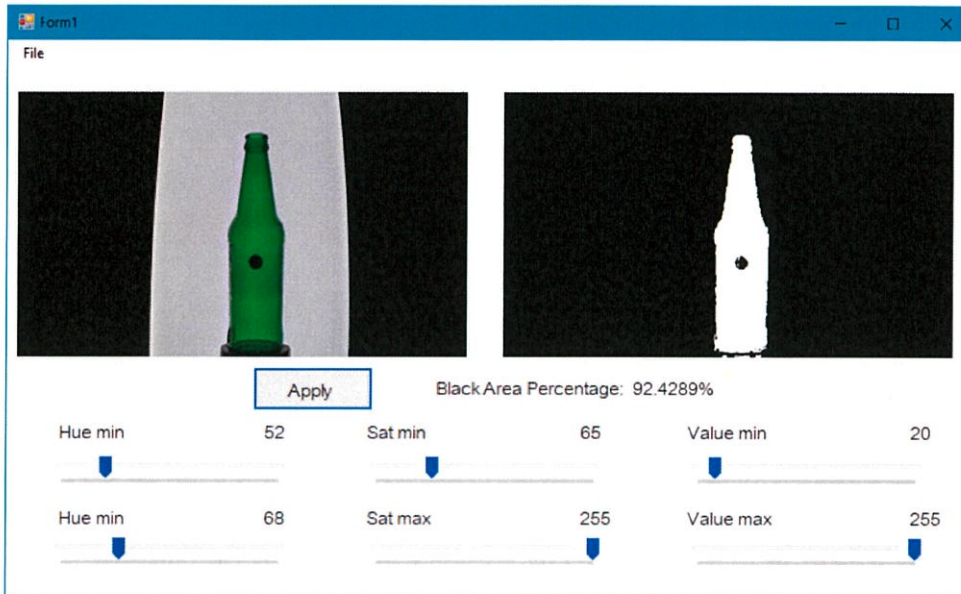 Form1
File
Apply
Black Area Percentage: 92.4289%
Hue min 52 Sat min 65 Value min 20
Hue min 68 Sat max 255 Value max 255